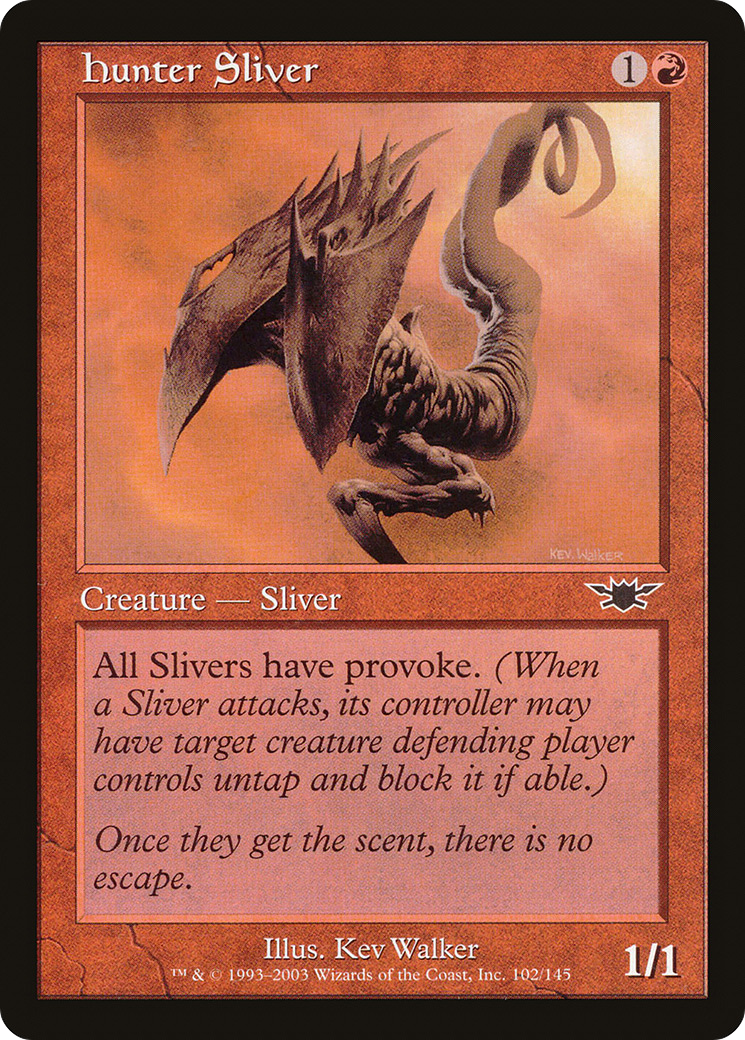 Hunter Sliver 1
KEV. WALKER
Creature — Sliver
All Slivers have provoke. (When
a Sliver attacks, its controller may
have target creature defending player
controls untap and block it if able.)
Once they get the scent, there is no
escape.
Illus. Kev Walker
™ & © 1993–2003 Wizards of the Coast, Inc. 102/145
1/1